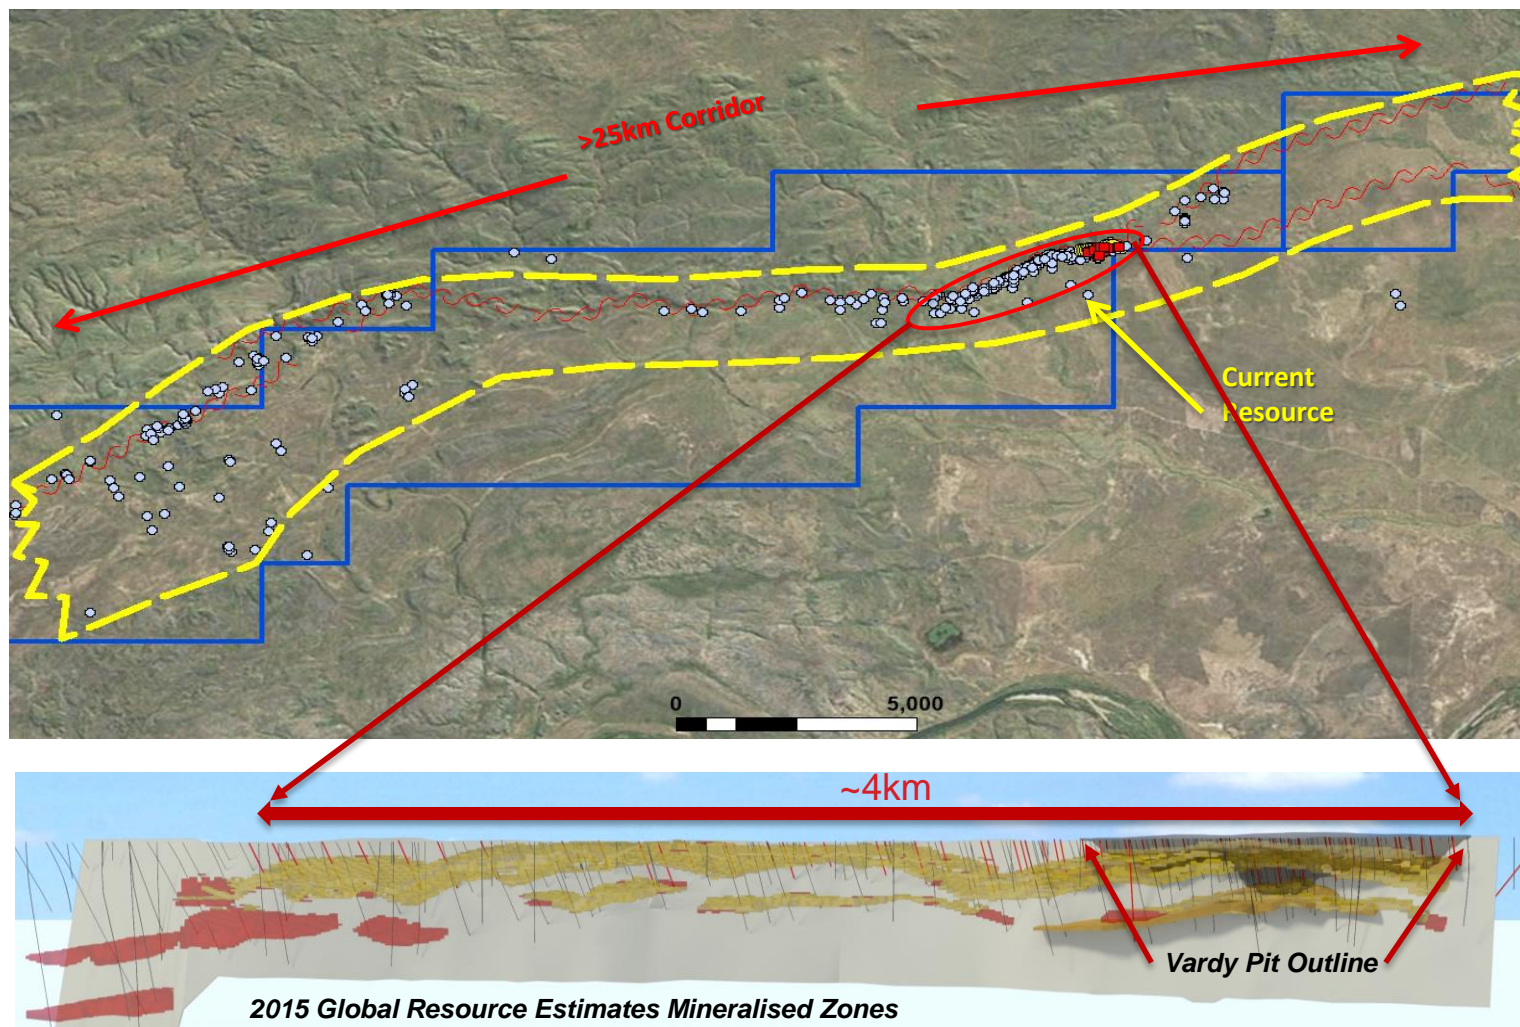 >25km Corridor
Current
Resource
0 5,000
~4km
Vardy Pit Outline
2015 Global Resource Estimates Mineralised Zones